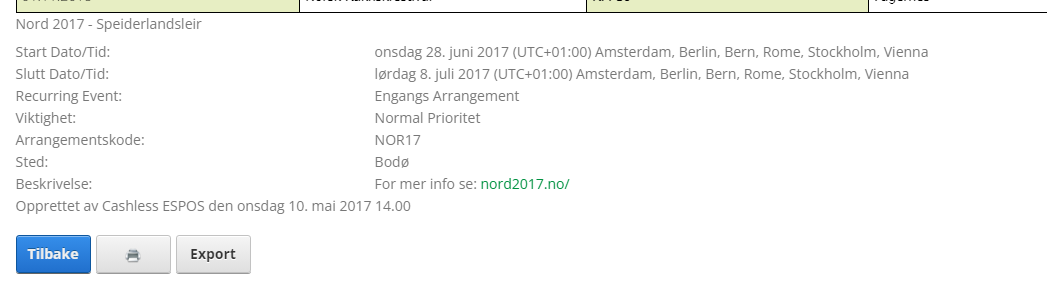 Nord 2017 - Speiderlandsleir
Start Dato/Tid: onsdag 28. juni 2017 (UTC+01:00) Amsterdam, Berlin, Bern, Rome, Stockholm, Vienna
Slutt Dato/Tid: lørdag 8. juli 2017 (UTC+01:00) Amsterdam, Berlin, Bern, Rome, Stockholm, Vienna
Recurring Event: Engangs Arrangement
Viktighet: Normal Prioritet
Arrangementskode: NOR17
Sted: Bodø
Beskrivelse: For mer info se: nord2017.no/
Opprettet av Cashless ESPOS den onsdag 10. mai 2017 14.00
Tilbake Export